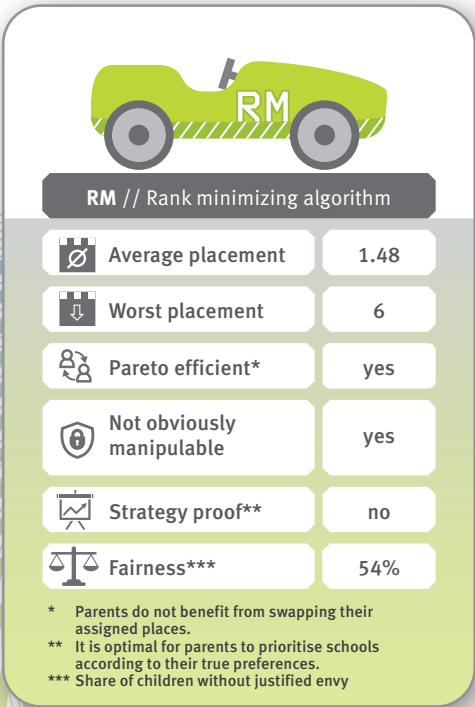 RM
RM // Rank minimizing algorithm
Average placement 1.48
Worst placement 6
Pareto efficient* yes
Not obviously
manipulable yes
Strategy proof** no
Fairness*** 54%
* Parents do not benefit from swapping their
assigned places.
** It is optimal for parents to prioritise schools
according to their true preferences.
*** Share of children without justified envy